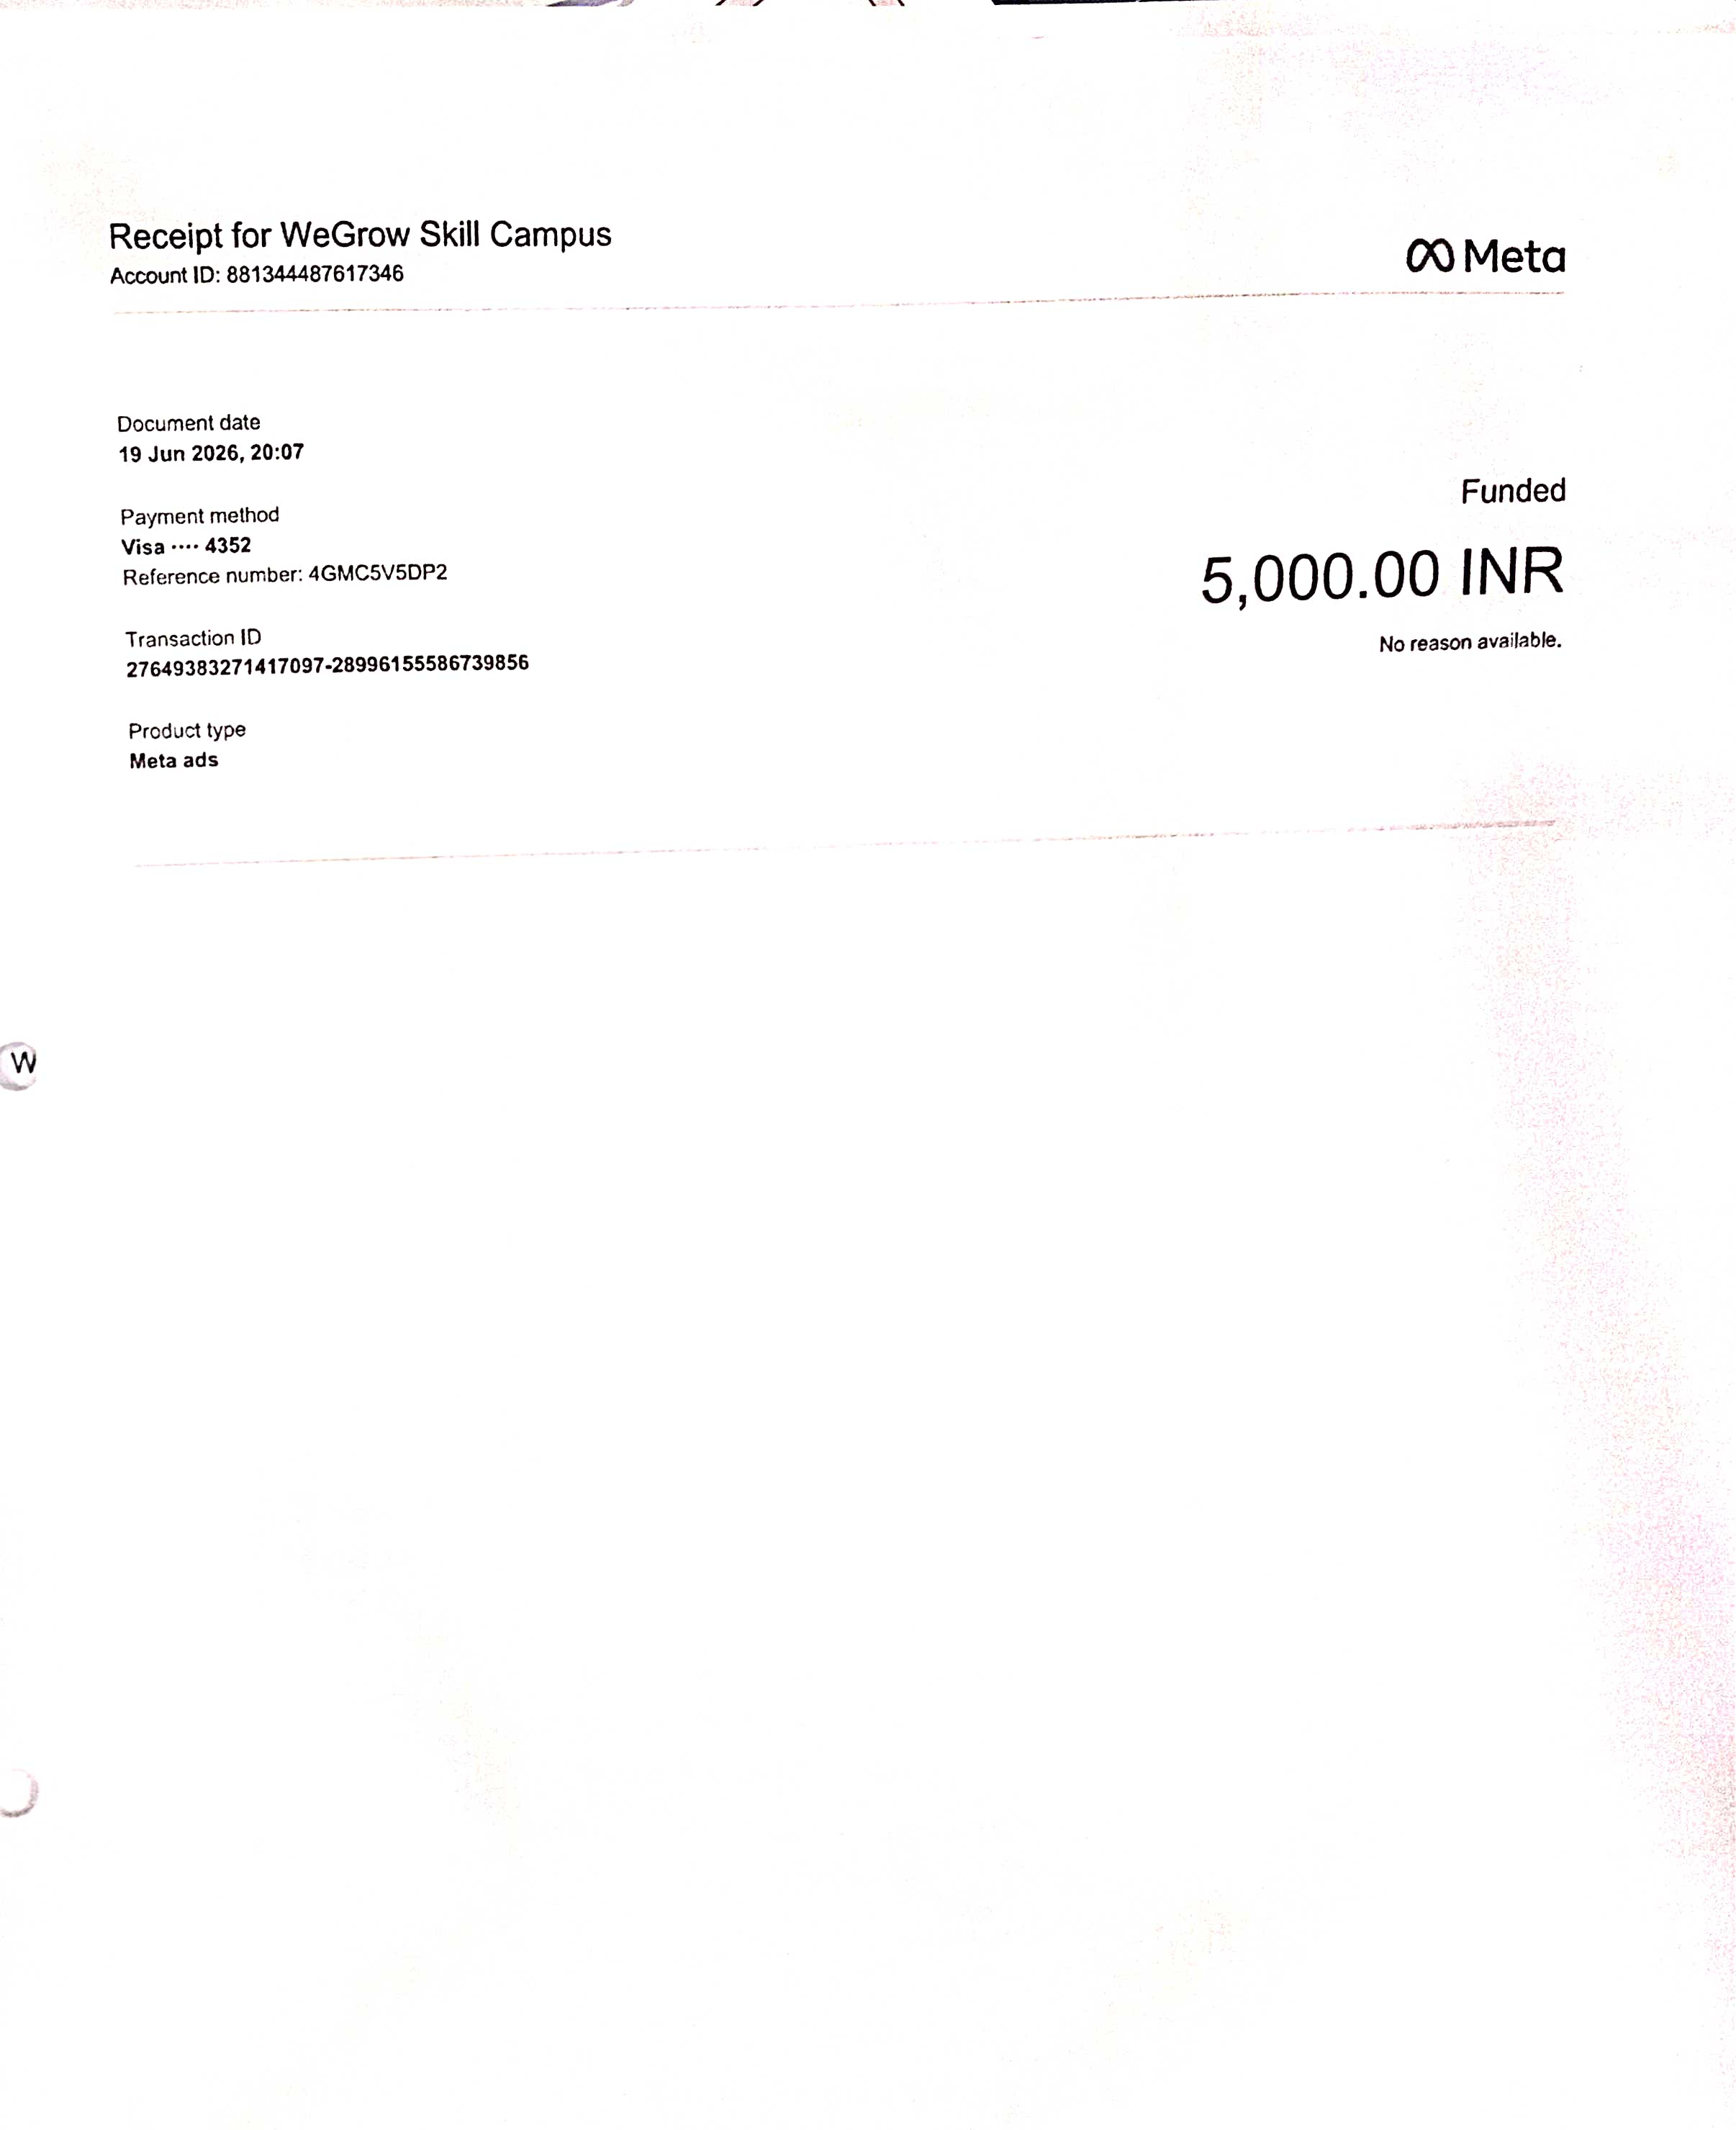 Receipt for WeGrow Skill Campus
Account ID: 881344487617346
Meta
Document date
19 Jun 2026, 20:07
Payment method
Visa ···· 4352
Reference number: 4GMC5V5DP2
Transaction ID
27649383271417097-28996155586739856
Product type
Meta ads
Funded
5,000.00 INR
No reason available.
W